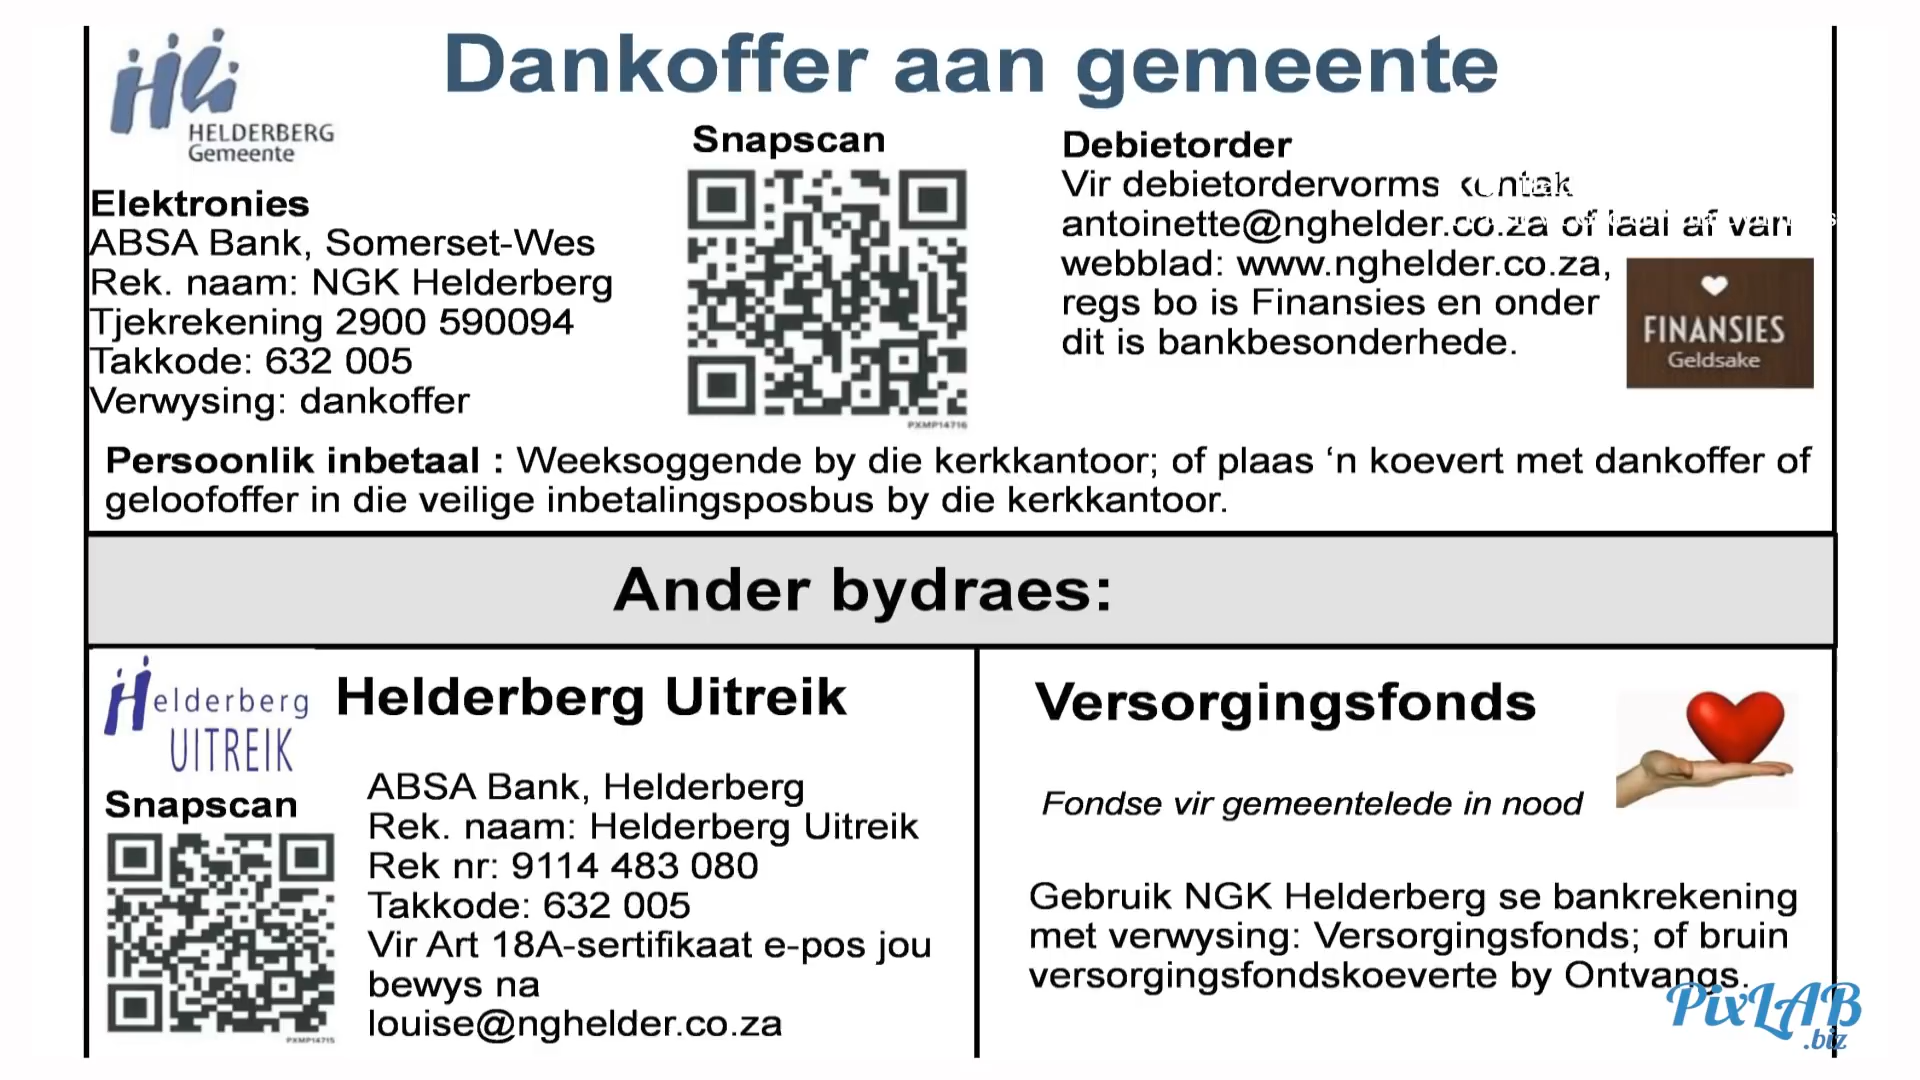 HELDERBERG
Gemeente
Dankoffer aan gemeente
Elektronies
ABSA Bank, Somerset-Wes
Rek. naam: NGK Helderberg
Tjekrekening 2900 590094
Takkode: 632 005
Verwysing: dankoffer
Snapscan
PXMP14716
Debietorder
Vir debietordervorms kontak
antoinette@nghelder.co.za of laai af van
webblad: www.nghelder.co.za,
regs bo is Finansies en onder
dit is bankbesonderhede.
FINANSIES
Geldsake
Persoonlik inbetaal : Weeksoggende by die kerkkantoor; of plaas ‘n koevert met dankoffer of
geloofoffer in die veilige inbetalingsposbus by die kerkkantoor.
Ander bydraes:
Helderberg
UITREIK
Helderberg Uitreik
Snapscan
PXMP14715
ABSA Bank, Helderberg
Rek. naam: Helderberg Uitreik
Rek nr: 9114 483 080
Takkode: 632 005
Vir Art 18A-sertifikaat e-pos jou
bewys na
louise@nghelder.co.za
Versorgingsfonds
Fondse vir gemeentelede in nood
Gebruik NGK Helderberg se bankrekening
met verwysing: Versorgingsfonds; of bruin
versorgingsfondskoeverte by Ontvangs.
PixLAB
.biz